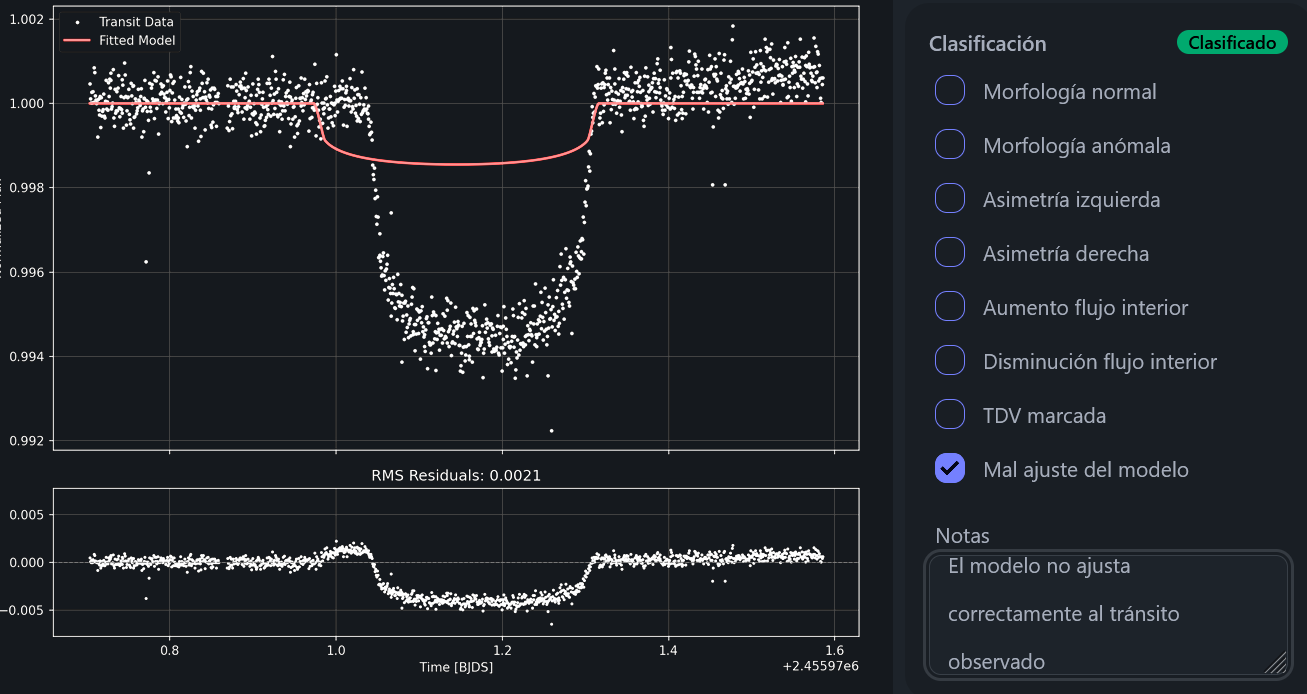 1.002
1.000
0.998
0.996
0.994
0.992
Transit Data
Fitted Model
RMS Residuals: 0.0021
0.005
0.000
−0.005
0.8
1.0
1.2
1.4
1.6
Time [BJDS]
+2.45597e6
Clasificación
Clasificado
Morfología normal
Morfología anómala
Asimetría izquierda
Asimetría derecha
Aumento flujo interior
Disminución flujo interior
TDV marcada
Mal ajuste del modelo
Notas
El modelo no ajusta
correctamente al tránsito
observado